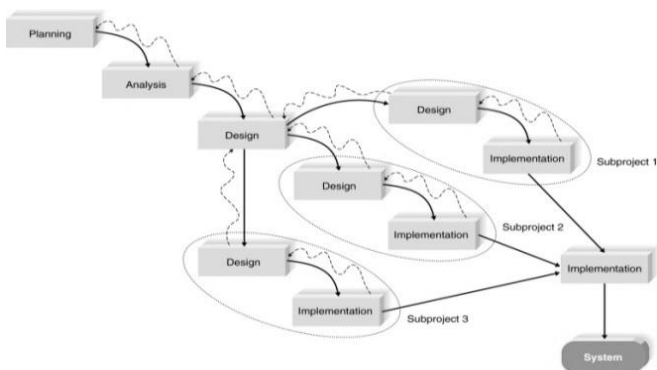 Planning
Analysis
Design
Design
Implementation
Subproject 1
Design
Implementation
Subproject 2
Design
Implementation
Subproject 3
Implementation
System